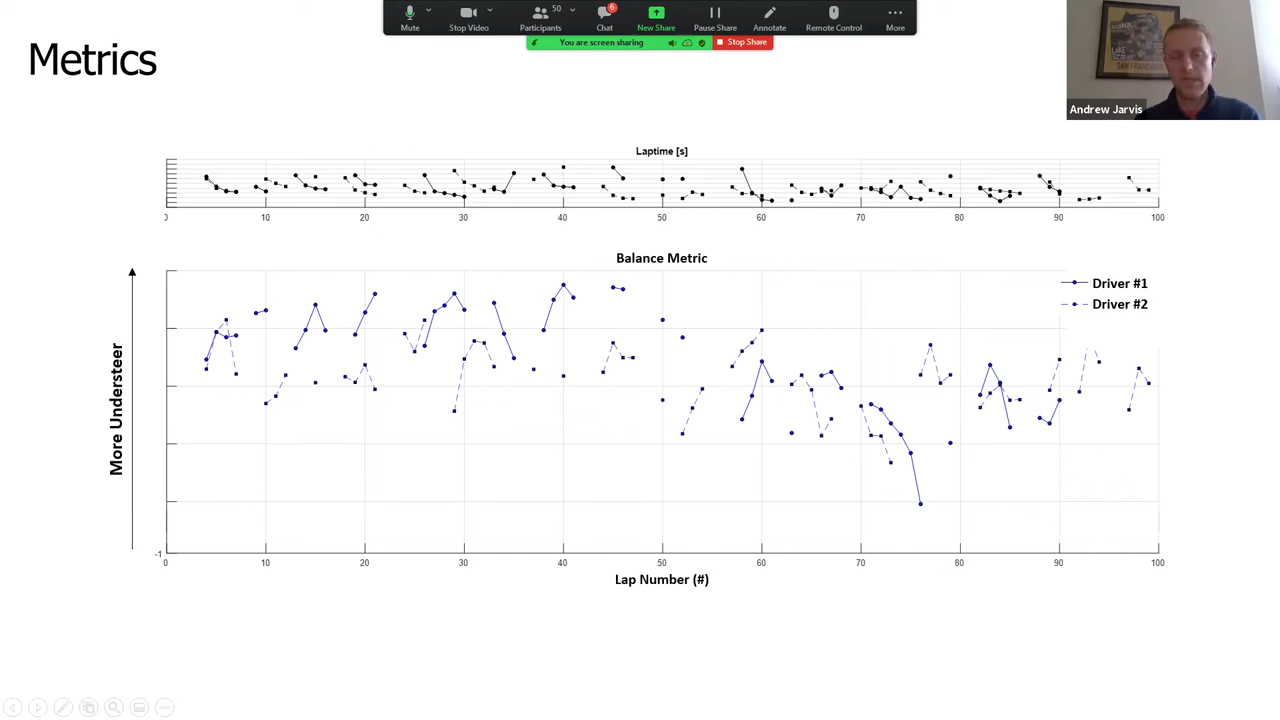 Metrics
50
6
Mute
Stop Video
Participants
Chat
New Share
Pause Share
Annotate
Remote Control
More
You are screen sharing
Stop Share
LAKE
SAN FRANCISCO
Andrew Jarvis
Laptime [s]
0 10 20 30 40 50 60 70 80 90 100
Balance Metric
Driver #1
Driver #2
More Understeer
-1
0 10 20 30 40 50 60 70 80 90 100
Lap Number (#)